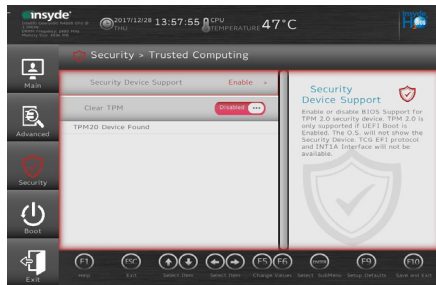 insyde
2017/12/28
THU
13:57:55
CPU
TEMPERATURE
47°C
Insyde
H2O
Security > Trusted Computing
Main
Advanced
Security
Boot
Exit
Security Device Support
Enable
Clear TPM
Disabled
TPM20 Device Found
Security
Device Support
Enable or disable BIOS Support for
TPM 2.0 security device. TPM 2.0 is
only supported if UEFI Boot is
Enabled. The O.S. will not show the
Security Device. TCG EFI protocol
and INT1A Interface will not be
available.
F1
Help
ESC
Exit
Select Item
Select Item
F5
F6
Change Values
ENTER
Select SubMenu
F9
Setup Defaults
F10
Save and Exit